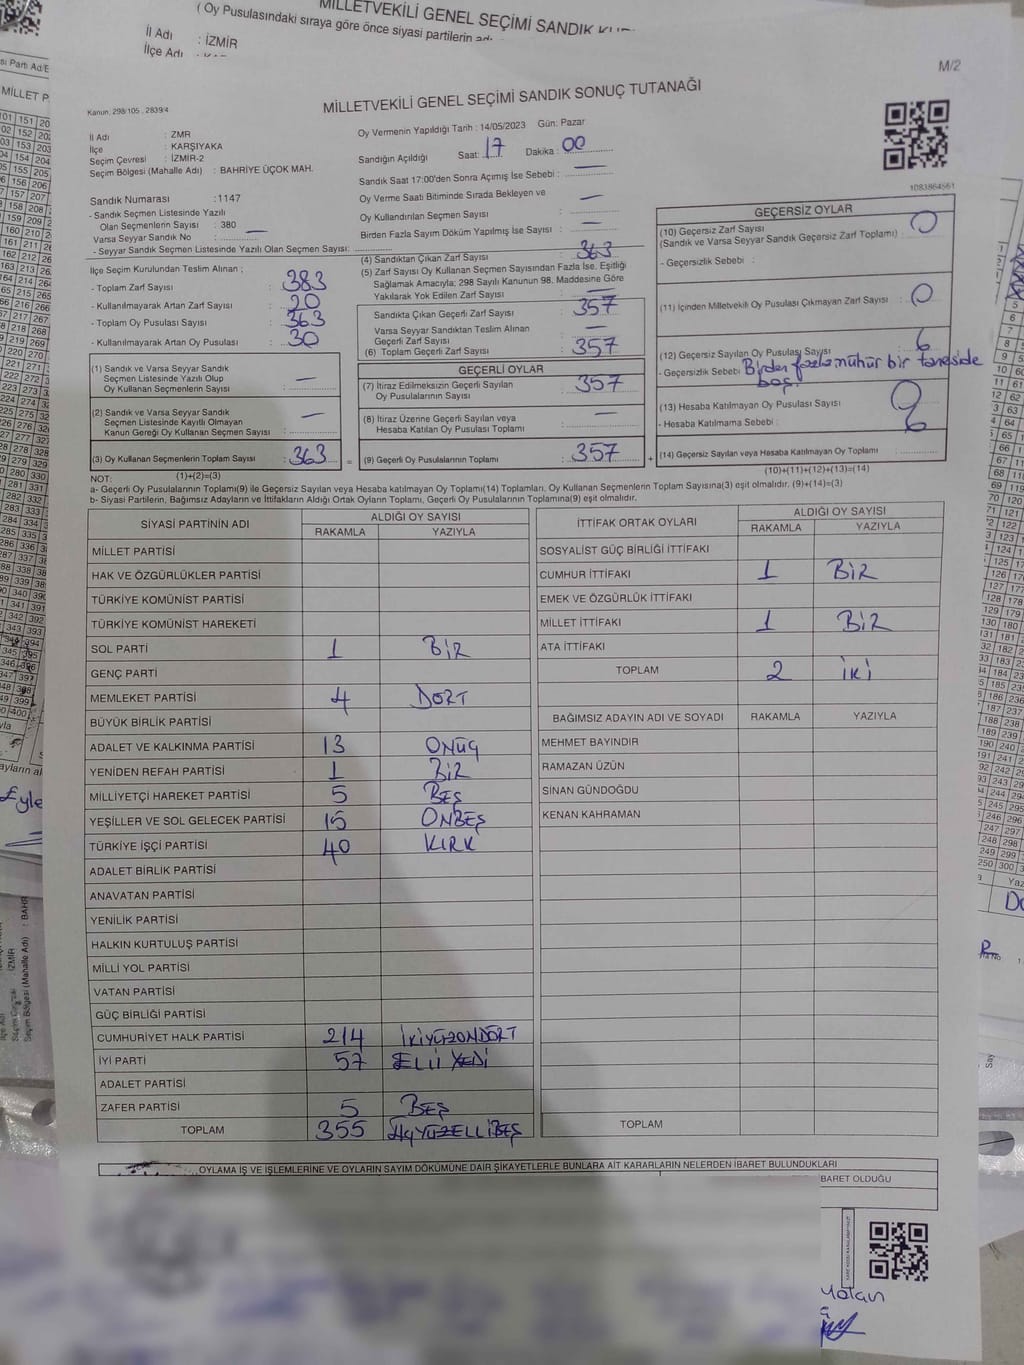 MİLLETVEKİLİ GENEL SEÇİMİ SANDIK
( Oy Pusulasındaki sıraya göre önce siyasi partilerin
İl Adı : İZMİR
İlçe Adı
M/2
Kanun: 298/105 , 2839/4
MİLLETVEKİLİ GENEL SEÇİMİ SANDIK SONUÇ TUTANAĞI
İl Adı : ZMR
İlçe : KARŞIYAKA
Seçim Çevresi : İZMİR-2
Seçim Bölgesi (Mahalle Adı) : BAHRİYE ÜÇOK MAH.
Sandık Numarası : 1147
- Sandık Seçmen Listesinde Yazılı
Olan Seçmenlerin Sayısı : 380
Varsa Seyyar Sandık No : —
- Seyyar Sandık Seçmen Listesinde Yazılı Olan Seçmen Sayısı:
İlçe Seçim Kurulundan Teslim Alınan ;
- Toplam Zarf Sayısı : 383
- Kullanılmayarak Artan Zarf Sayısı : 20
- Toplam Oy Pusulası Sayısı : 363
- Kullanılmayarak Artan Oy Pusulası : 30
(1) Sandık ve Varsa Seyyar Sandık
Seçmen Listesinde Yazılı Olup
Oy Kullanan Seçmenlerin Sayısı : —
(2) Sandık ve Varsa Seyyar Sandık
Seçmen Listesinde Kayıtlı Olmayan
Kanun Gereği Oy Kullanan Seçmen Sayısı : —
(3) Oy Kullanan Seçmenlerin Toplam Sayısı : 363
(1)+(2)=(3)
Oy Vermenin Yapıldığı Tarih : 14/05/2023 Gün: Pazar
Sandığın Açıldığı Saat: 17 Dakika : 00
Sandık Saat 17:00'den Sonra Açılmış İse Sebebi : —
Oy Verme Saati Bitiminde Sırada Bekleyen ve
Oy Kullandırılan Seçmen Sayısı : —
Birden Fazla Sayım Döküm Yapılmış İse Sayısı : —
(4) Sandıktan Çıkan Zarf Sayısı : 363
(5) Zarf Sayısı Oy Kullanan Seçmen Sayısından Fazla İse, Eşitliği
Sağlamak Amacıyla; 298 Sayılı Kanunun 98. Maddesine Göre
Yakılarak Yok Edilen Zarf Sayısı : —
Sandıkta Çıkan Geçerli Zarf Sayısı : 357
Varsa Seyyar Sandıktan Teslim Alınan
Geçerli Zarf Sayısı : —
(6) Toplam Geçerli Zarf Sayısı : 357
GEÇERLİ OYLAR
(7) İtiraz Edilmeksizin Geçerli Sayılan
Oy Pusulalarının Sayısı : 357
(8) İtiraz Üzerine Geçerli Sayılan veya
Hesaba Katılan Oy Pusulası Toplamı : —
= (9) Geçerli Oy Pusulalarının Toplamı : 357 +
1083864561
GEÇERSİZ OYLAR
(10) Geçersiz Zarf Sayısı
(Sandık ve Varsa Seyyar Sandık Geçersiz Zarf Toplamı) : 0
- Geçersizlik Sebebi :
(11) İçinden Milletvekil Oy Pusulası Çıkmayan Zarf Sayısı : 0
(12) Geçersiz Sayılan Oy Pusulası Sayısı : 6
- Geçersizlik Sebebi : Birden fazla mühür bir taneside
boş.
(13) Hesaba Katılmayan Oy Pusulası Sayısı : 0
- Hesaba Katılmama Sebebi :
(14) Geçersiz Sayılan veya Hesaba Katılmayan Oy Toplamı : 6
(10)+(11)+(12)+(13)=(14)
NOT:
a- Geçerli Oy Pusulalarının Toplamı(9) ile Geçersiz Sayılan veya Hesaba katılmayan Oy Toplamı(14) Toplamları, Oy Kullanan Seçmenlerin Toplam Sayısına(3) eşit olmalıdır. (9)+(14)=(3)
b- Siyasi Partilerin, Bağımsız Adayların ve İttifakların Aldığı Ortak Oyların Toplamı, Geçerli Oy Pusulalarının Toplamına(9) eşit olmalıdır.
SİYASİ PARTİNİN ADI ALDIĞI OY SAYISI
RAKAMLA YAZIYLA
MİLLET PARTİSİ
HAK VE ÖZGÜRLÜKLER PARTİSİ
TÜRKİYE KOMÜNİST PARTİSİ
TÜRKİYE KOMÜNİST HAREKETİ
SOL PARTİ 1 BİR
GENÇ PARTİ
MEMLEKET PARTİSİ 4 DÖRT
BÜYÜK BİRLİK PARTİSİ
ADALET VE KALKINMA PARTİSİ 13 ONÜÇ
YENİDEN REFAH PARTİSİ 1 BİR
MİLLİYETÇİ HAREKET PARTİSİ 5 BEŞ
YEŞİLLER VE SOL GELECEK PARTİSİ 15 ONBEŞ
TÜRKİYE İŞÇİ PARTİSİ 40 KIRK
ADALET BİRLİK PARTİSİ
ANAVATAN PARTİSİ
YENİLİK PARTİSİ
HALKIN KURTULUŞ PARTİSİ
MİLLİ YOL PARTİSİ
VATAN PARTİSİ
GÜÇ BİRLİĞİ PARTİSİ
CUMHURİYET HALK PARTİSİ 214 İKİYÜZONDÖRT
İYİ PARTİ 57 ELLİ YEDİ
ADALET PARTİSİ
ZAFER PARTİSİ 5 BEŞ
TOPLAM 355 ÜÇYÜZELLİBEŞ
İTTİFAK ORTAK OYLARI ALDIĞI OY SAYISI
RAKAMLA YAZIYLA
SOSYALİST GÜÇ BİRLİĞİ İTTİFAKI
CUMHUR İTTİFAKI 1 BİR
EMEK VE ÖZGÜRLÜK İTTİFAKI
MİLLET İTTİFAKI 1 BİR
ATA İTTİFAKI
TOPLAM 2 İKİ
BAĞIMSIZ ADAYIN ADI VE SOYADI RAKAMLA YAZIYLA
MEHMET BAYINDIR
RAMAZAN ÜZÜN
SİNAN GÜNDOĞDU
KENAN KAHRAMAN
TOPLAM
OYLAMA İŞ VE İŞLEMLERİNE VE OYLARIN SAYIM DÖKÜMÜNE DAİR ŞİKAYETLERLE BUNLARA AİT KARARLARIN NELERDEN İBARET BULUNDUKLARI
BARET OLDUĞU